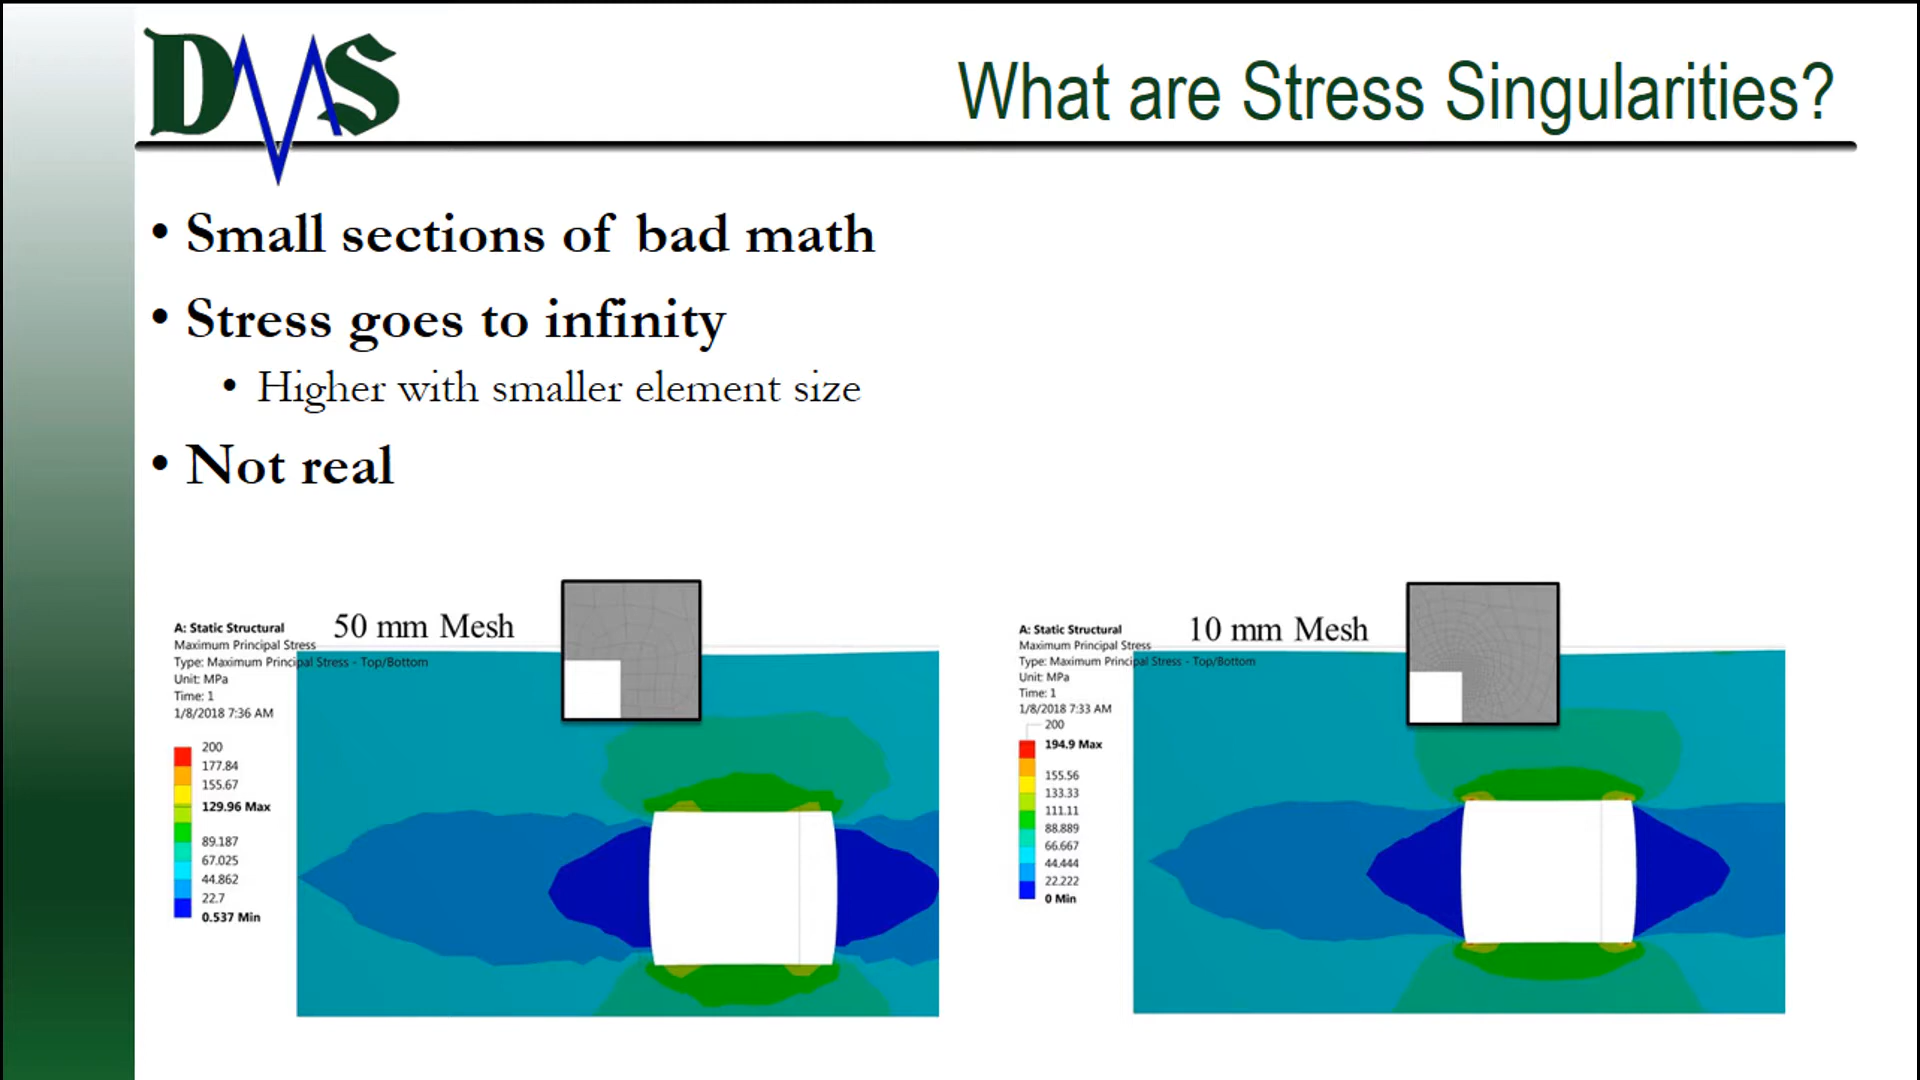 DMS
What are Stress Singularities?
• Small sections of bad math
• Stress goes to infinity
• Higher with smaller element size
• Not real
50 mm Mesh
A: Static Structural
Maximum Principal Stress
Type: Maximum Principal Stress - Top/Bottom
Unit: MPa
Time: 1
1/8/2018 7:36 AM
200
177.84
155.67
129.96 Max
89.187
67.025
44.862
22.7
0.537 Min
10 mm Mesh
A: Static Structural
Maximum Principal Stress
Type: Maximum Principal Stress - Top/Bottom
Unit: MPa
Time: 1
1/8/2018 7:33 AM
200
194.9 Max
155.56
133.33
111.11
88.889
66.667
44.444
22.222
0 Min